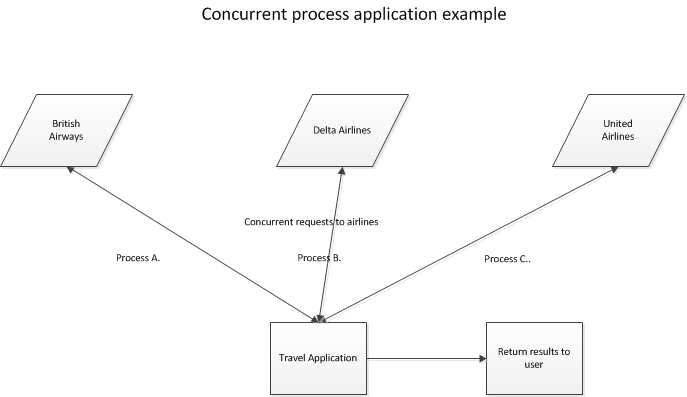 Concurrent process application example
British
Airways
Delta Airlines
United
Airlines
Concurrent requests to airlines
Process A.
Process B.
Process C..
Travel Application
Return results to
user